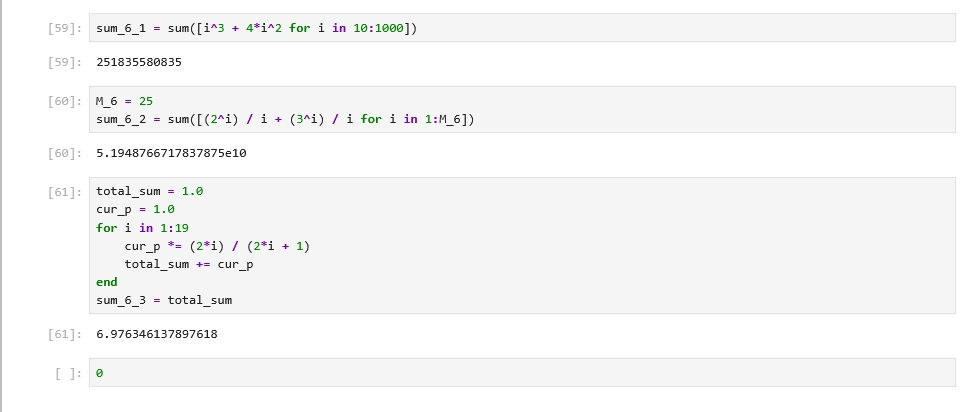 [59]: sum_6_1 = sum([i^3 + 4*i^2 for i in 10:1000])
[59]: 251835580835
[60]: M_6 = 25
sum_6_2 = sum([(2^i) / i + (3^i) / i for i in 1:M_6])
[60]: 5.1948766717837875e10
[61]: total_sum = 1.0
cur_p = 1.0
for i in 1:19
    cur_p *= (2*i) / (2*i + 1)
    total_sum += cur_p
end
sum_6_3 = total_sum
[61]: 6.976346137897618
[ ]: 0